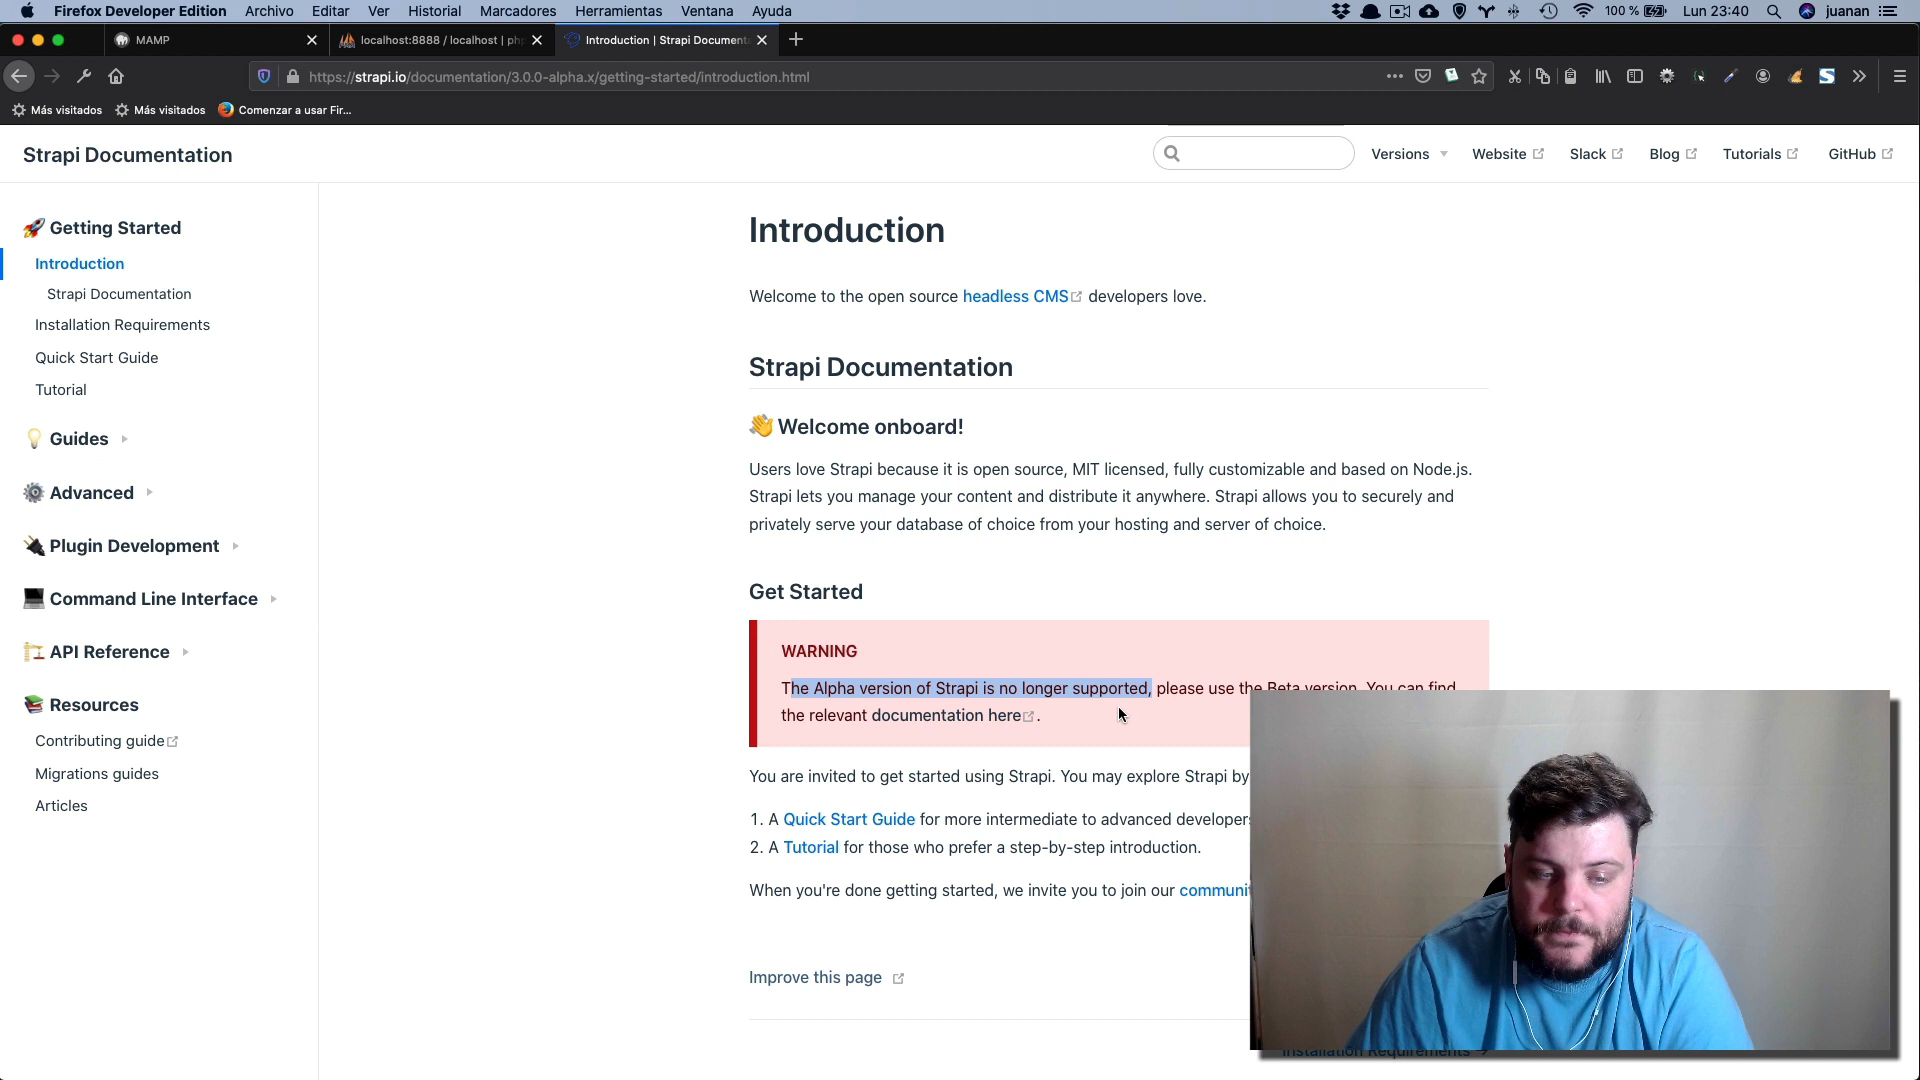 Firefox Developer Edition Archivo Editar Ver Historial Marcadores Herramientas Ventana Ayuda 100 % Lun 23:40 juanan
MAMP localhost:8888 / localhost | ph Introduction | Strapi Document
https://strapi.io/documentation/3.0.0-alpha.x/getting-started/introduction.html
Más visitados Más visitados Comenzar a usar Fir...
Strapi Documentation Versions Website Slack Blog Tutorials GitHub
Getting Started
Introduction
Strapi Documentation
Installation Requirements
Quick Start Guide
Tutorial
Guides
Advanced
Plugin Development
Command Line Interface
API Reference
Resources
Contributing guide
Migrations guides
Articles
Introduction
Welcome to the open source headless CMS developers love.
Strapi Documentation
👋 Welcome onboard!
Users love Strapi because it is open source, MIT licensed, fully customizable and based on Node.js.
Strapi lets you manage your content and distribute it anywhere. Strapi allows you to securely and
privately serve your database of choice from your hosting and server of choice.
Get Started
WARNING
The Alpha version of Strapi is no longer supported, please use the Beta version. You can find
the relevant documentation here.
You are invited to get started using Strapi. You may explore Strapi by
1. A Quick Start Guide for more intermediate to advanced developers
2. A Tutorial for those who prefer a step-by-step introduction.
When you're done getting started, we invite you to join our communit
Improve this page
Installation Requirements →